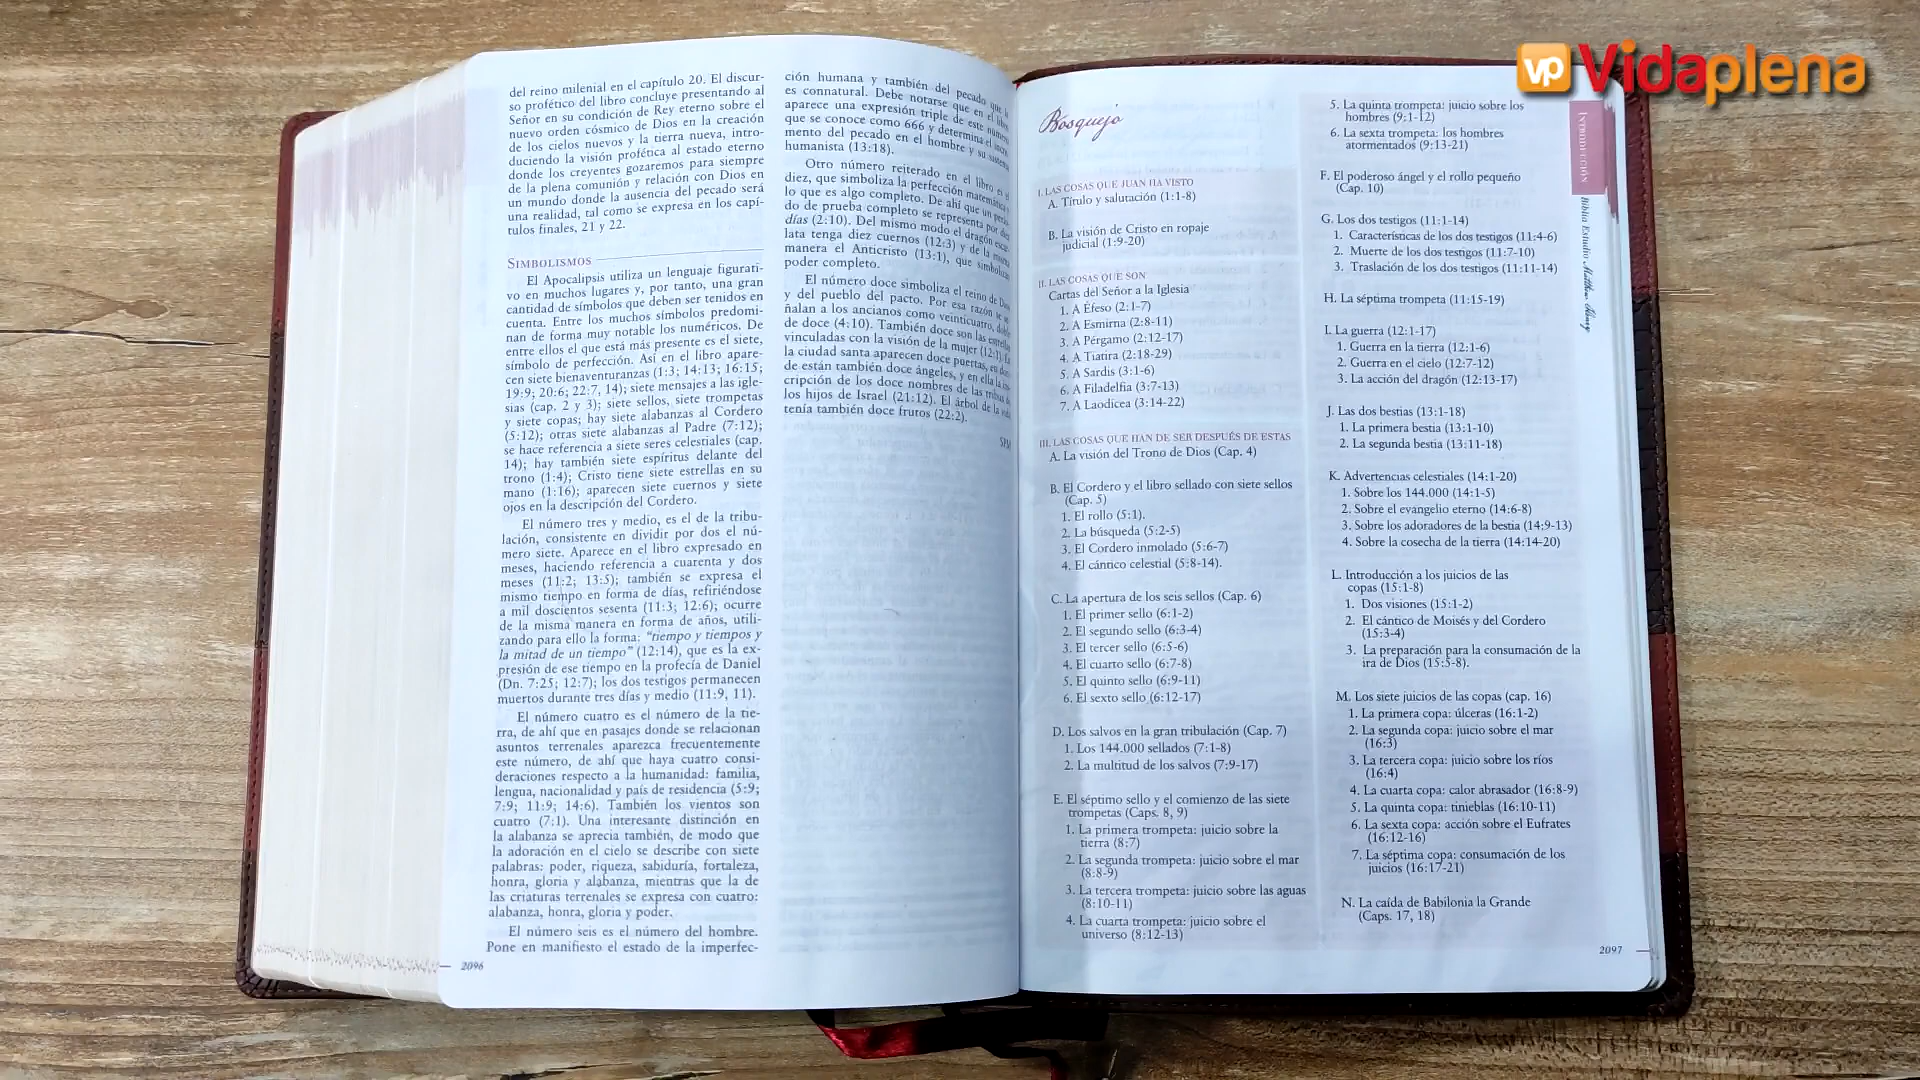 del reino milenial en el capítulo 20. El discur-
so profético del libro concluye presentando al
Señor en su condición de Rey eterno sobre el
nuevo orden cósmico de Dios en la creación
de los cielos nuevos y la tierra nueva, intro-
duciendo la visión profética al estado eterno
donde los creyentes gozaremos para siempre
de la plena comunión y relación con Dios en
un mundo donde la ausencia del pecado será
una realidad, tal como se expresa en los capí-
tulos finales, 21 y 22.
SIMBOLISMOS
El Apocalipsis utiliza un lenguaje figurati-
vo en muchos lugares y, por tanto, una gran
cantidad de símbolos que deben ser tenidos en
cuenta. Entre los muchos símbolos predomi-
nan de forma muy notable los numéricos. De
entre ellos el que está más presente es el siete,
símbolo de perfección. Así en el libro apare-
cen siete bienaventuranzas (1:3; 14:13; 16:15;
19:9; 20:6; 22:7, 14); siete mensajes a las igle-
sias (cap. 2 y 3); siete sellos, siete trompetas
y siete copas; hay siete alabanzas al Cordero
(5:12); otras siete alabanzas al Padre (7:12);
se hace referencia a siete seres celestiales (cap.
14); hay también siete espíritus delante del
trono (1:4); Cristo tiene siete estrellas en su
mano (1:16); aparecen siete cuernos y siete
ojos en la descripción del Cordero.
El número tres y medio, es el de la tribu-
lación, consistente en dividir por dos el nú-
mero siete. Aparece en el libro expresado en
meses, haciendo referencia a cuarenta y dos
meses (11:2; 13:5); también se expresa el
mismo tiempo en forma de días, refiriéndose
a mil doscientos sesenta (11:3; 12:6); ocurre
de la misma manera en forma de años, utili-
zando para ello la forma: "tiempo y tiempos y
la mitad de un tiempo" (12:14), que es la ex-
presión de ese tiempo en la profecía de Daniel
(Dn. 7:25; 12:7); los dos testigos permanecen
muertos durante tres días y medio (11:9, 11).
El número cuatro es el número de la tie-
rra, de ahí que en pasajes donde se relacionan
asuntos terrenales aparezca frecuentemente
este número, de ahí que haya cuatro consi-
deraciones respecto a la humanidad: familia,
lengua, nacionalidad y país de residencia (5:9;
7:9; 11:9; 14:6). También los vientos son
cuatro (7:1). Una interesante distinción en
la alabanza se aprecia también, de modo que
la adoración en el cielo se describe con siete
palabras: poder, riqueza, sabiduría, fortaleza,
honra, gloria y alabanza, mientras que la de
las criaturas terrenales se expresa con cuatro:
alabanza, honra, gloria y poder.
El número seis es el número del hombre.
Pone en manifiesto el estado de la imperfec-
2096
ción humana y también del pecado que le
es connatural. Debe notarse que en el libro
aparece una expresión triple de este número
que se conoce como 666 y determina el incre-
mento del pecado en el hombre y su sistema
humanista (13:18).
Otro número reiterado en el libro es el
diez, que simboliza la perfección matemática
lo que es algo completo. De ahí que un perío-
do de prueba completo se representa por diez
días (2:10). Del mismo modo el dragón esca-
lata tenga diez cuernos (12:3) y de la misma
manera el Anticristo (13:1), que simboliza
poder completo.
El número doce simboliza el reino de Dios
y del pueblo del pacto. Por esa razón se se-
ñalan a los ancianos como veinticuatro, doble
de doce (4:10). También doce son las estrellas
vinculadas con la visión de la mujer (12:1). En
la ciudad santa aparecen doce puertas, en don-
de están también doce ángeles, y en ella la ins-
cripción de los doce nombres de las tribus de
los hijos de Israel (21:12). El árbol de la vida
tenía también doce frutos (22:2).
Bosquejo
I. LAS COSAS QUE JUAN HA VISTO
A. Título y salutación (1:1-8)
B. La visión de Cristo en ropaje
judicial (1:9-20)
II. LAS COSAS QUE SON
Cartas del Señor a la Iglesia
1. A Éfeso (2:1-7)
2. A Esmirna (2:8-11)
3. A Pérgamo (2:12-17)
4. A Tiatira (2:18-29)
5. A Sardis (3:1-6)
6. A Filadelfia (3:7-13)
7. A Laodicea (3:14-22)
III. LAS COSAS QUE HAN DE SER DESPUÉS DE ESTAS
A. La visión del Trono de Dios (Cap. 4)
B. El Cordero y el libro sellado con siete sellos
(Cap. 5)
1. El rollo (5:1).
2. La búsqueda (5:2-5)
3. El Cordero inmolado (5:6-7)
4. El cántico celestial (5:8-14).
C. La apertura de los seis sellos (Cap. 6)
1. El primer sello (6:1-2)
2. El segundo sello (6:3-4)
3. El tercer sello (6:5-6)
4. El cuarto sello (6:7-8)
5. El quinto sello (6:9-11)
6. El sexto sello (6:12-17)
D. Los salvos en la gran tribulación (Cap. 7)
1. Los 144.000 sellados (7:1-8)
2. La multitud de los salvos (7:9-17)
E. El séptimo sello y el comienzo de las siete
trompetas (Caps. 8, 9)
1. La primera trompeta: juicio sobre la
tierra (8:7)
2. La segunda trompeta: juicio sobre el mar
(8:8-9)
3. La tercera trompeta: juicio sobre las aguas
(8:10-11)
4. La cuarta trompeta: juicio sobre el
universo (8:12-13)
5. La quinta trompeta: juicio sobre los
hombres (9:1-12)
6. La sexta trompeta: los hombres
atormentados (9:13-21)
F. El poderoso ángel y el rollo pequeño
(Cap. 10)
G. Los dos testigos (11:1-14)
1. Características de los dos testigos (11:4-6)
2. Muerte de los dos testigos (11:7-10)
3. Traslación de los dos testigos (11:11-14)
H. La séptima trompeta (11:15-19)
I. La guerra (12:1-17)
1. Guerra en la tierra (12:1-6)
2. Guerra en el cielo (12:7-12)
3. La acción del dragón (12:13-17)
J. Las dos bestias (13:1-18)
1. La primera bestia (13:1-10)
2. La segunda bestia (13:11-18)
K. Advertencias celestiales (14:1-20)
1. Sobre los 144.000 (14:1-5)
2. Sobre el evangelio eterno (14:6-8)
3. Sobre los adoradores de la bestia (14:9-13)
4. Sobre la cosecha de la tierra (14:14-20)
L. Introducción a los juicios de las
copas (15:1-8)
1. Dos visiones (15:1-2)
2. El cántico de Moisés y del Cordero
(15:3-4)
3. La preparación para la consumación de la
ira de Dios (15:5-8).
M. Los siete juicios de las copas (cap. 16)
1. La primera copa: úlceras (16:1-2)
2. La segunda copa: juicio sobre el mar
(16:3)
3. La tercera copa: juicio sobre los ríos
(16:4)
4. La cuarta copa: calor abrasador (16:8-9)
5. La quinta copa: tinieblas (16:10-11)
6. La sexta copa: acción sobre el Eufrates
(16:12-16)
7. La séptima copa: consumación de los
juicios (16:17-21)
N. La caída de Babilonia la Grande
(Caps. 17, 18)
2097
INTRODUCCIÓN
Biblia Estudio Matthew Henry
vp Vidaplena